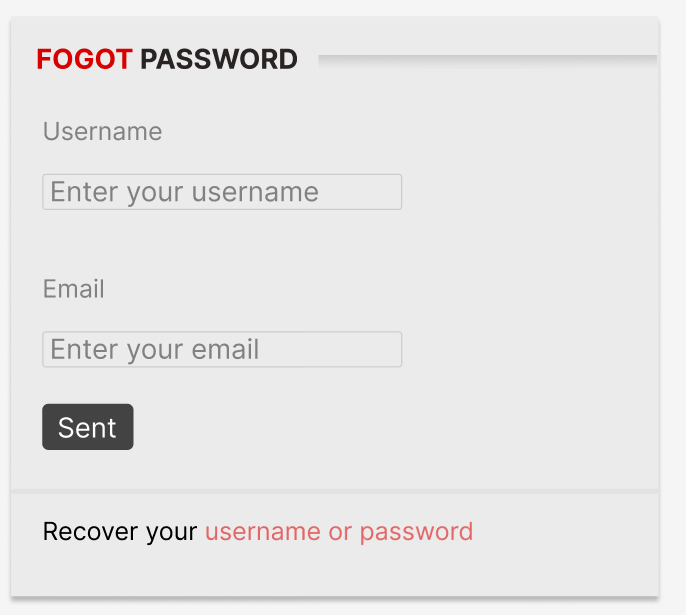 FOGOT PASSWORD
Username
Enter your username
Email
Enter your email
Sent
Recover your username or password